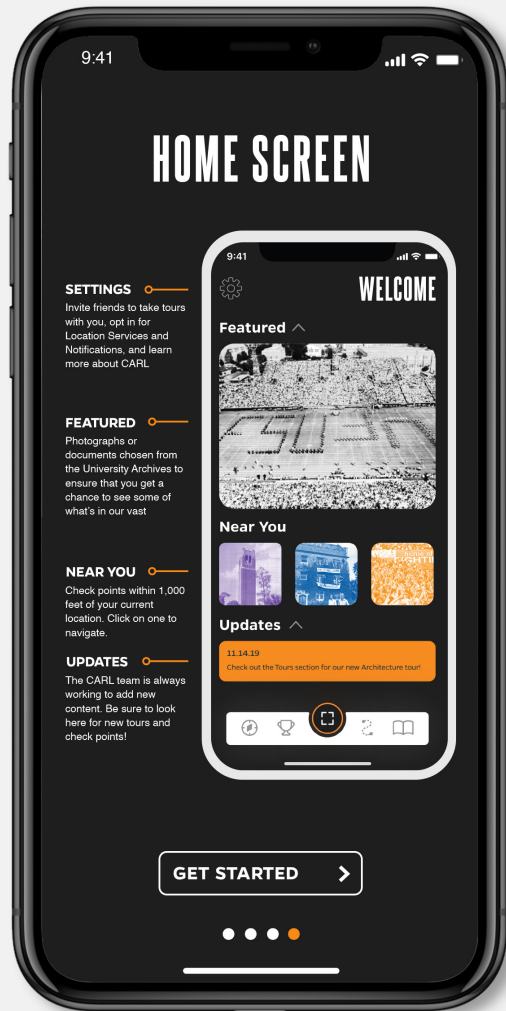 9:41
HOME SCREEN
SETTINGS
Invite friends to take tours
with you, opt in for
Location Services and
Notifications, and learn
more about CARL
FEATURED
Photographs or
documents chosen from
the University Archives to
ensure that you get a
chance to see some of
what's in our vast
NEAR YOU
Check points within 1,000
feet of your current
location. Click on one to
navigate.
UPDATES
The CARL team is always
working to add new
content. Be sure to look
here for new tours and
check points!
9:41
WELCOME
Featured
Near You
Updates
11.14.19
Check out the Tours section for our new Architecture tour!
GET STARTED